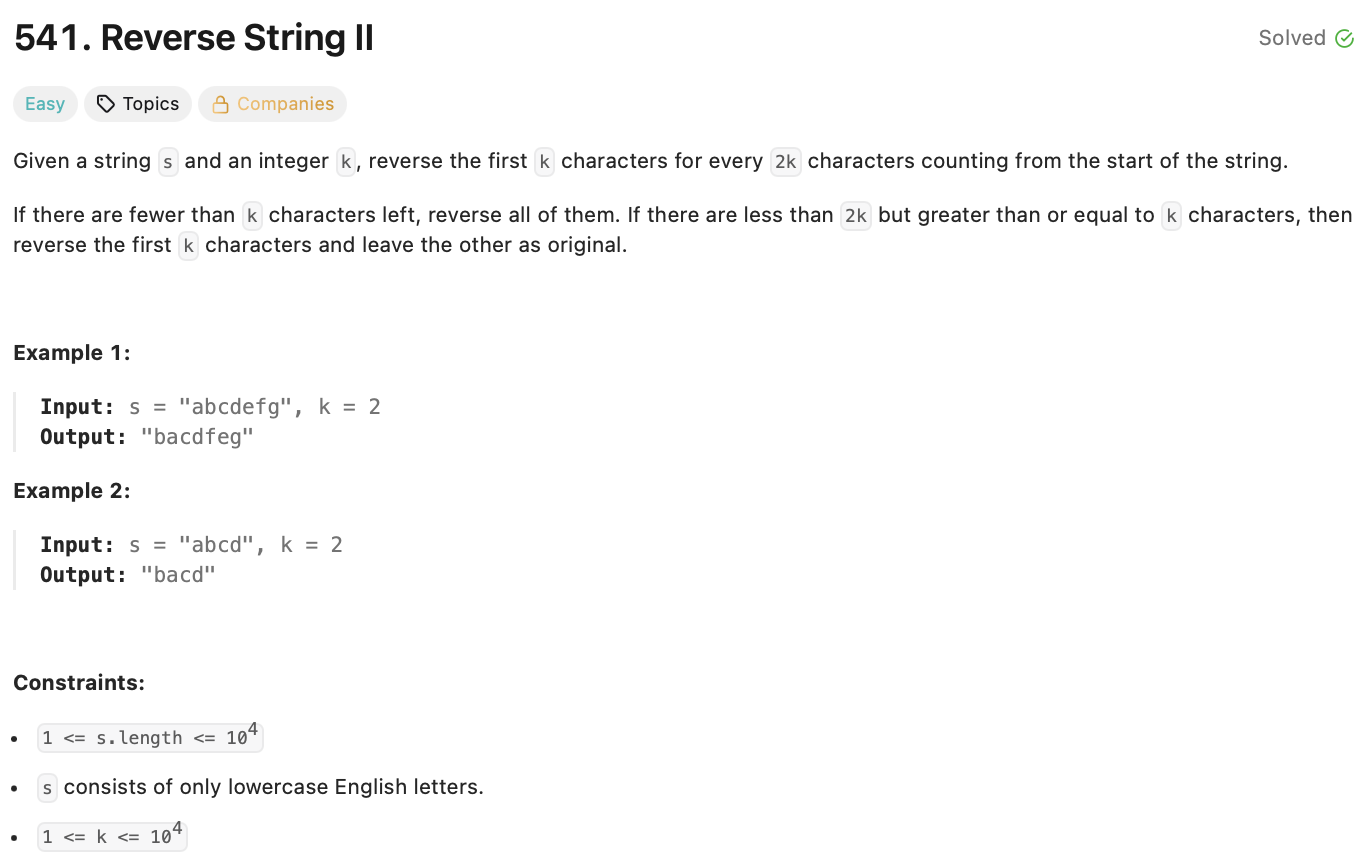 541. Reverse String II
Solved
Easy
Topics
Companies
Given a string s and an integer k, reverse the first k characters for every 2k characters counting from the start of the string.
If there are fewer than k characters left, reverse all of them. If there are less than 2k but greater than or equal to k characters, then
reverse the first k characters and leave the other as original.
Example 1:
Input: s = "abcdefg", k = 2
Output: "bacdfeg"
Example 2:
Input: s = "abcd", k = 2
Output: "bacd"
Constraints:
• 1 <= s.length <= 10⁴
• s consists of only lowercase English letters.
• 1 <= k <= 10⁴